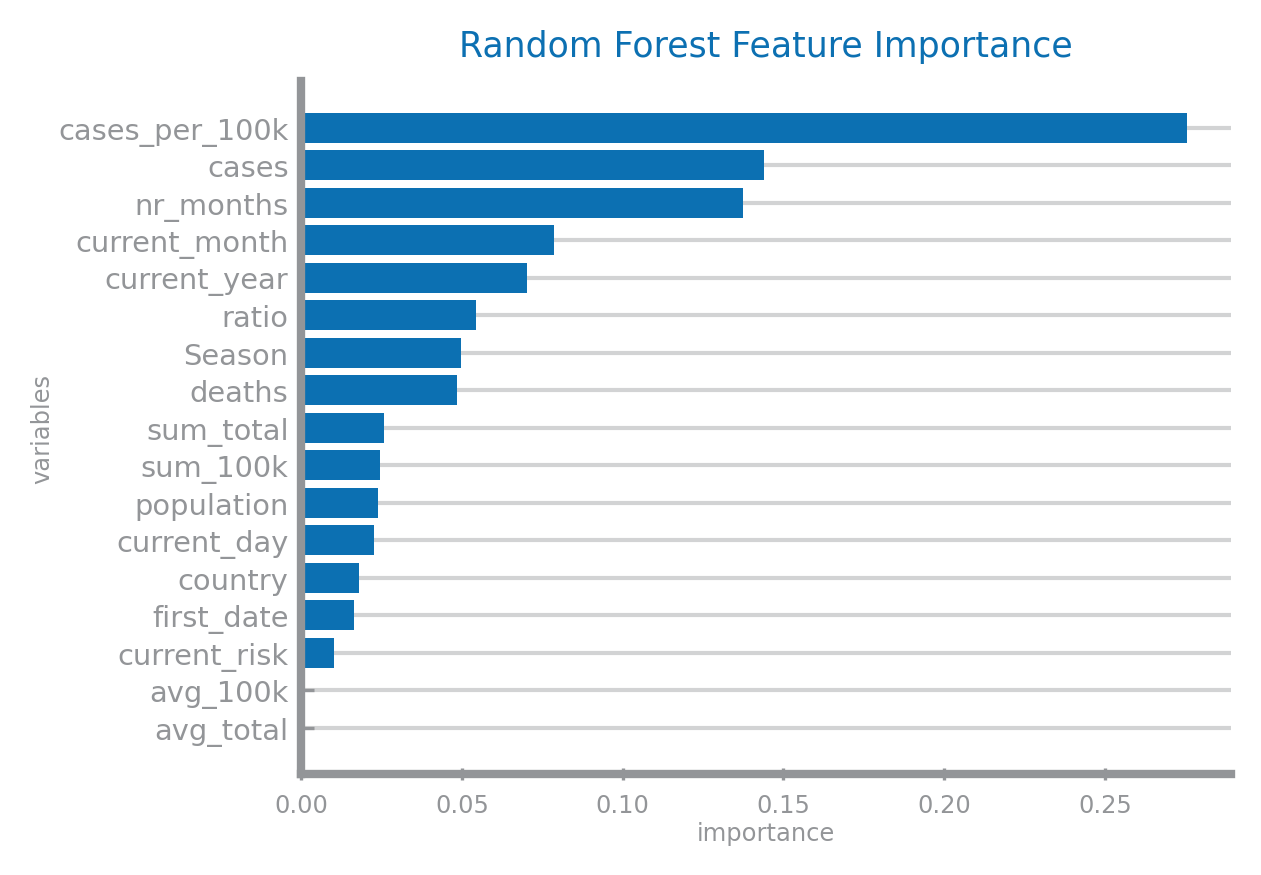 Random Forest Feature Importance
variables
cases_per_100k
cases
nr_months
current_month
current_year
ratio
Season
deaths
sum_total
sum_100k
population
current_day
country
first_date
current_risk
avg_100k
avg_total
0.00 0.05 0.10 0.15 0.20 0.25
importance